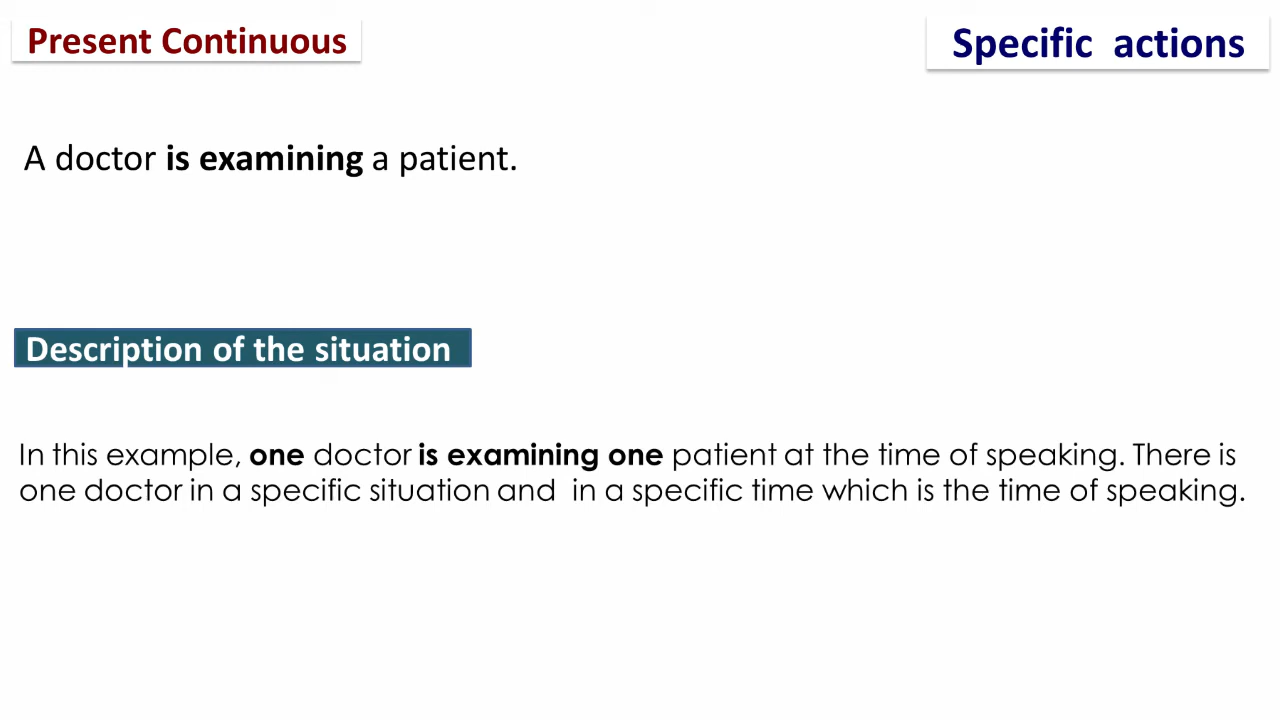 Present Continuous
Specific  actions
A doctor is examining a patient.
Description of the situation
In this example, one doctor is examining one patient at the time of speaking. There is
one doctor in a specific situation and  in a specific time which is the time of speaking.